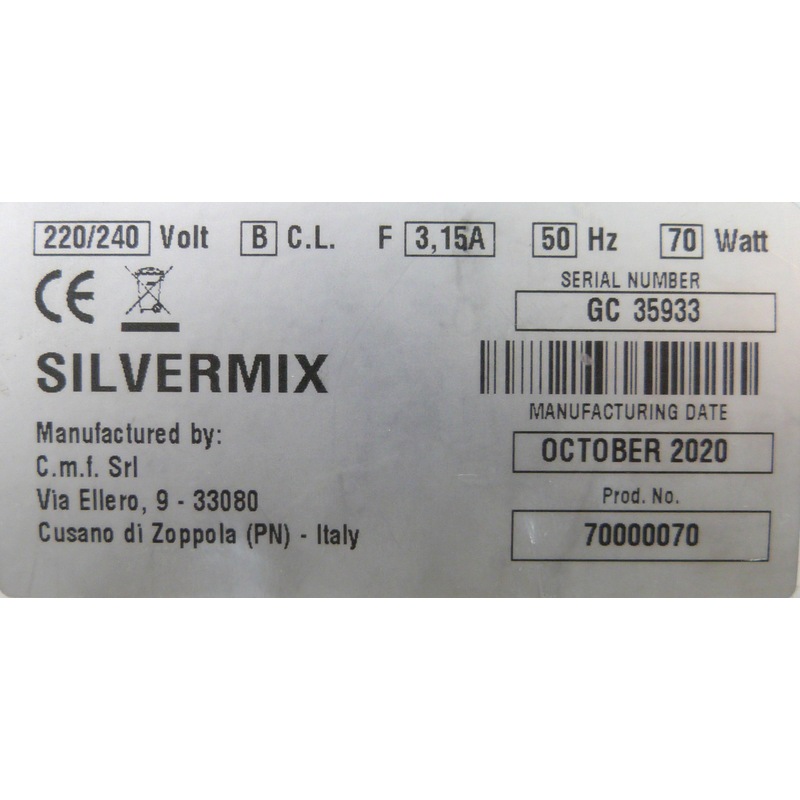 220/240 Volt B C.L. F 3,15A 50 Hz 70 Watt
CE
SERIAL NUMBER
GC 35933
SILVERMIX
MANUFACTURING DATE
OCTOBER 2020
Manufactured by:
C.m.f. Srl
Via Ellero, 9 - 33080
Cusano di Zoppola (PN) - Italy
Prod. No.
70000070